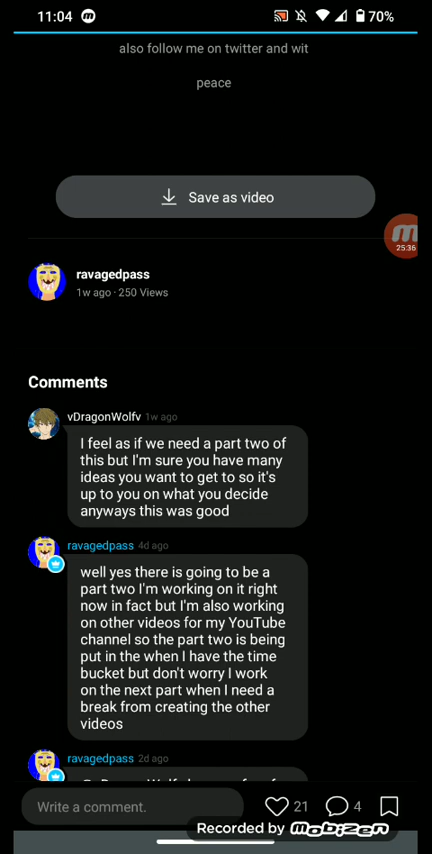 11:04
70%
also follow me on twitter and wit
peace
Save as video
25:36
ravagedpass
1w ago · 250 Views
Comments
vDragonWolfv 1w ago
I feel as if we need a part two of
this but I'm sure you have many
ideas you want to get to so it's
up to you on what you decide
anyways this was good
ravagedpass 4d ago
well yes there is going to be a
part two I'm working on it right
now in fact but I'm also working
on other videos for my YouTube
channel so the part two is being
put in the when I have the time
bucket but don't worry I work
on the next part when I need a
break from creating the other
videos
ravagedpass 2d ago
Write a comment.
21
4
Recorded by mobizen